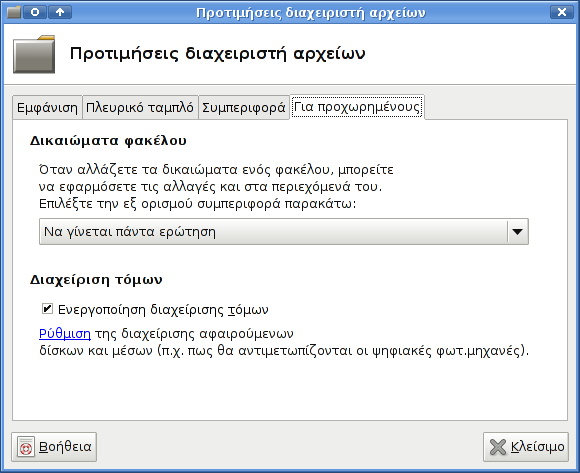 Προτιμήσεις διαχειριστή αρχείων
Προτιμήσεις διαχειριστή αρχείων
Εμφάνιση Πλευρικό ταμπλό Συμπεριφορά Για προχωρημένους
Δικαιώματα φακέλου
Όταν αλλάζετε τα δικαιώματα ενός φακέλου, μπορείτε
να εφαρμόσετε τις αλλαγές και στα περιεχόμενά του.
Επιλέξτε την εξ ορισμού συμπεριφορά παρακάτω:
Να γίνεται πάντα ερώτηση
Διαχείριση τόμων
Ενεργοποίηση διαχείρισης τόμων
Ρύθμιση της διαχείρισης αφαιρούμενων
δίσκων και μέσων (π.χ. πως θα αντιμετωπίζονται οι ψηφιακές φωτ.μηχανές).
Βοήθεια Κλείσιμο